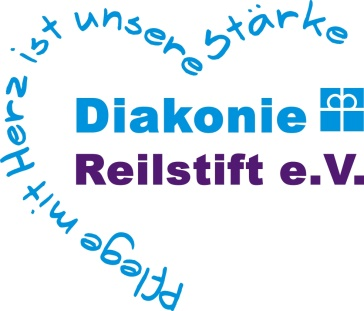 Pflege mit Herz ist unsere Stärke
Diakonie
Reilstift e.V.